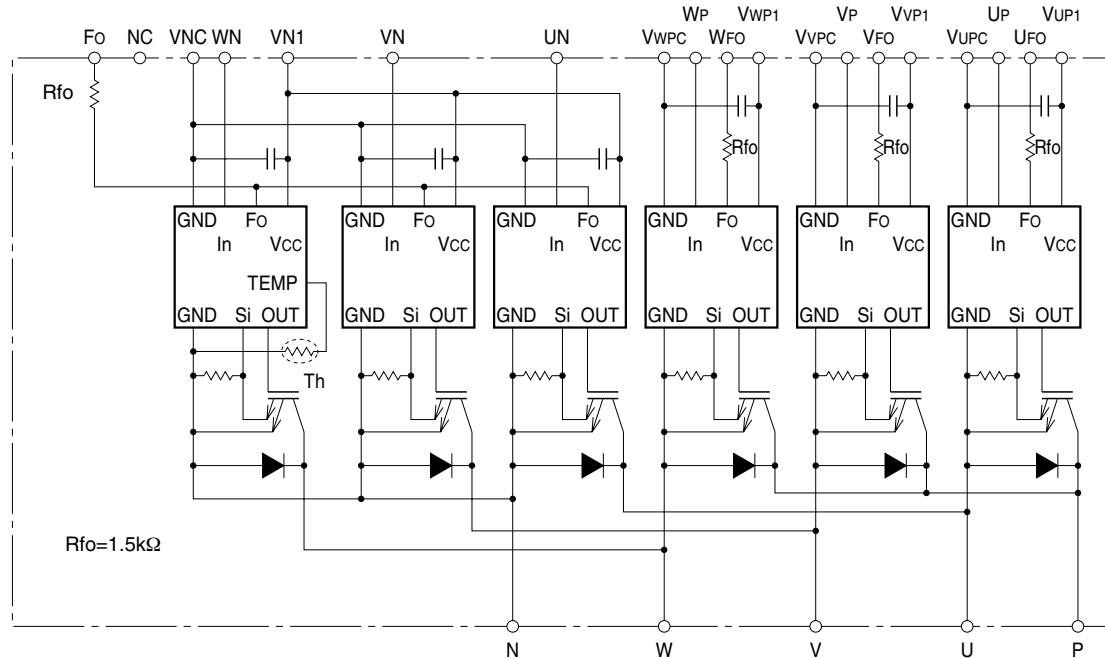 WP VWP1 VP VVP1 UP VUP1
FO NC VNC WN VN1 VN UN VWPC WFO VVPC VFO VUPC UFO
Rfo
Rfo Rfo Rfo
GND FO GND FO GND FO GND FO GND FO GND FO
In VCC In VCC In VCC In VCC In VCC In VCC
TEMP
GND Si OUT GND Si OUT GND Si OUT GND Si OUT GND Si OUT GND Si OUT
Th
Rfo=1.5kΩ
N W V U P